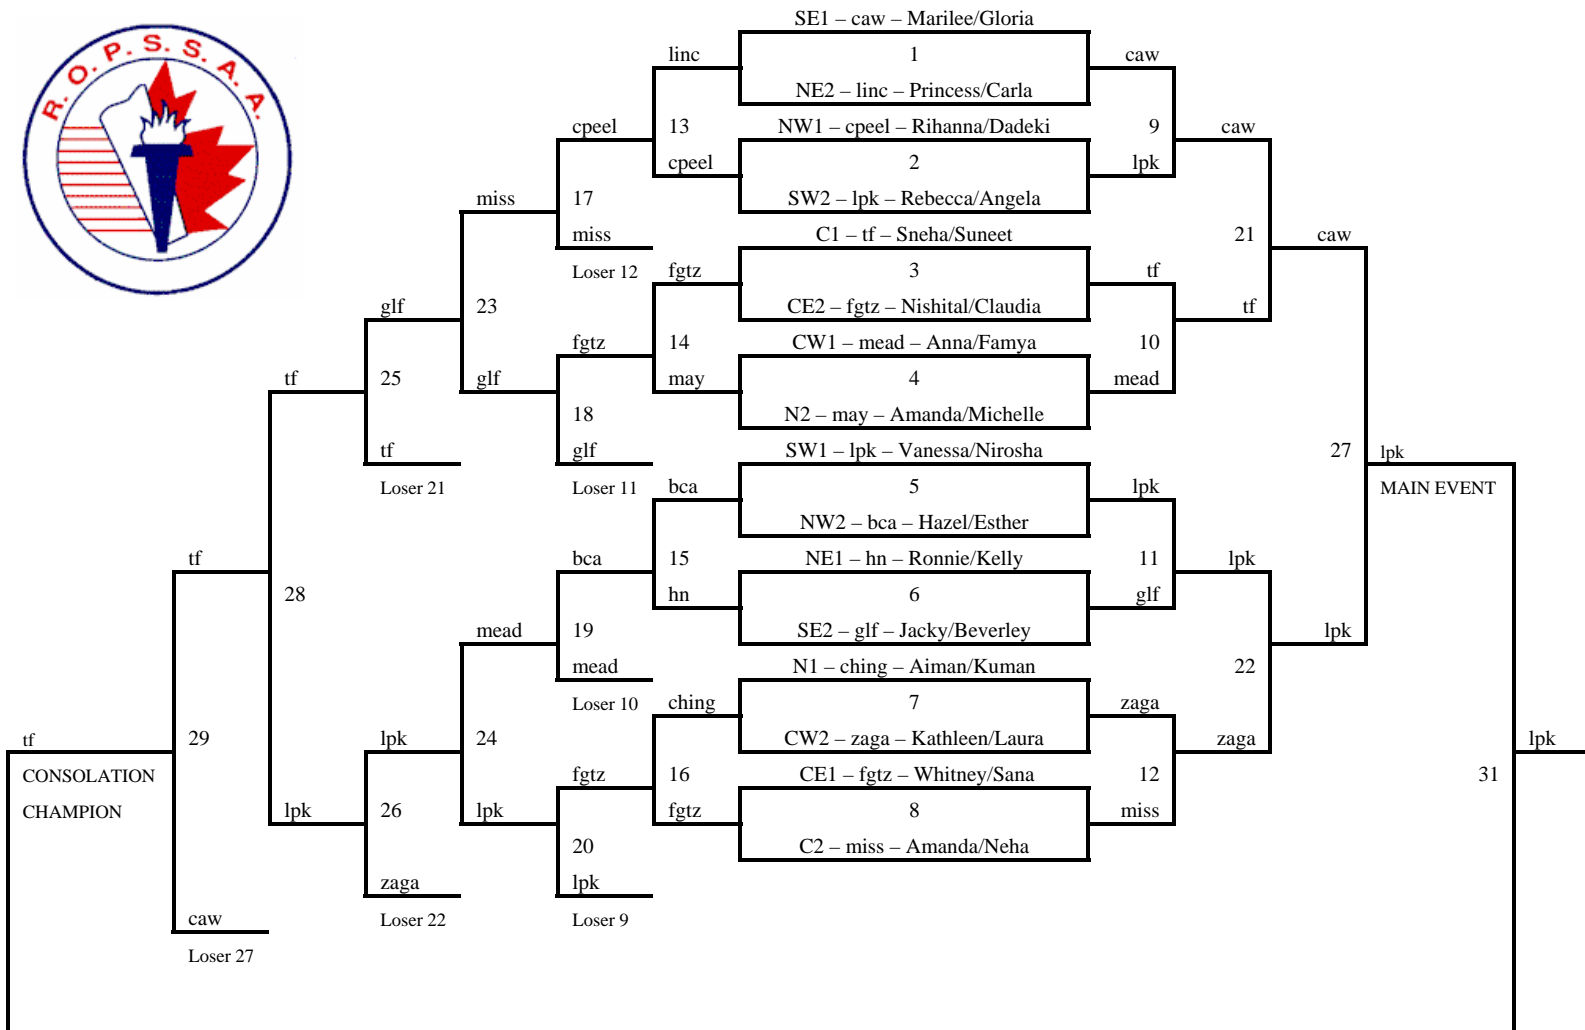 R. O. P. S. S. A. A.
SE1 – caw – Marilee/Gloria
linc 1 caw
NE2 – linc – Princess/Carla
cpeel 13 NW1 – cpeel – Rihanna/Dadeki 9 caw
cpeel 2 lpk
miss 17 SW2 – lpk – Rebecca/Angela
miss C1 – tf – Sneha/Suneet 21 caw
Loser 12 fgtz 3 tf
glf 23 CE2 – fgtz – Nishital/Claudia tf
fgtz 14 CW1 – mead – Anna/Famya 10
tf 25 glf may 4 mead
18 N2 – may – Amanda/Michelle
tf glf SW1 – lpk – Vanessa/Nirosha 27 lpk
Loser 21 Loser 11 bca 5 lpk MAIN EVENT
NW2 – bca – Hazel/Esther
tf bca 15 NE1 – hn – Ronnie/Kelly 11 lpk
28 hn 6 glf
mead 19 SE2 – glf – Jacky/Beverley lpk
mead N1 – ching – Aiman/Kuman 22
Loser 10 ching 7 zaga
tf 29 lpk 24 CW2 – zaga – Kathleen/Laura zaga lpk
CONSOLATION fgtz 16 CE1 – fgtz – Whitney/Sana 12 31
CHAMPION lpk 26 lpk fgtz 8 miss
20 C2 – miss – Amanda/Neha
zaga lpk
caw Loser 22 Loser 9
Loser 27